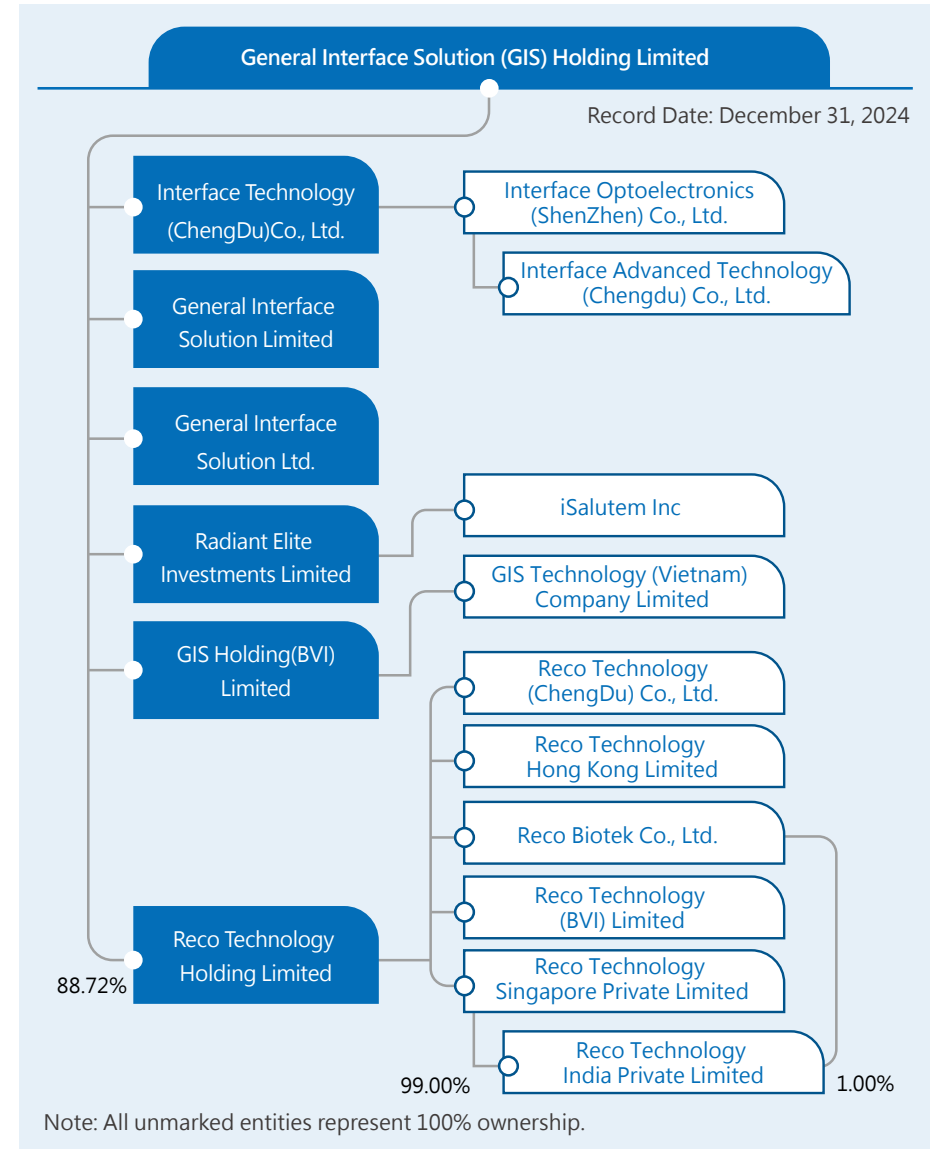 General Interface Solution (GIS) Holding Limited
Record Date: December 31, 2024
Interface Technology
(ChengDu)Co., Ltd.
Interface Optoelectronics
(ShenZhen) Co., Ltd.
Interface Advanced Technology
(Chengdu) Co., Ltd.
General Interface
Solution Limited
General Interface
Solution Ltd.
Radiant Elite
Investments Limited
iSalutem Inc
GIS Holding(BVI)
Limited
GIS Technology (Vietnam)
Company Limited
Reco Technology
Holding Limited
88.72%
Reco Technology
(ChengDu) Co., Ltd.
Reco Technology
Hong Kong Limited
Reco Biotek Co., Ltd.
Reco Technology
(BVI) Limited
Reco Technology
Singapore Private Limited
Reco Technology
India Private Limited
99.00%
1.00%
Note: All unmarked entities represent 100% ownership.